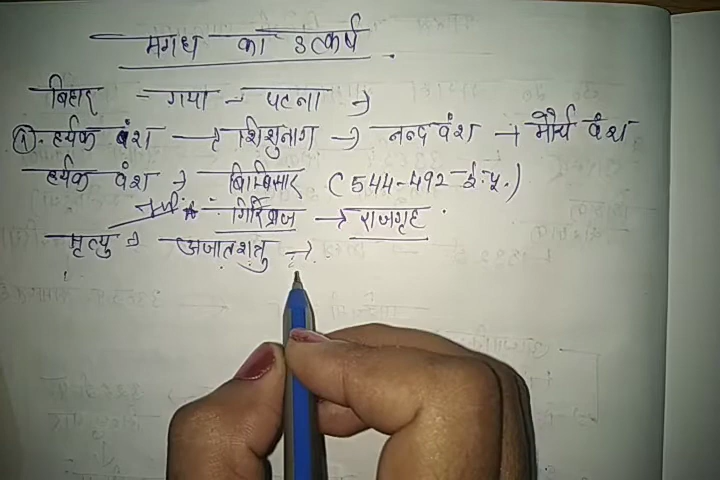 मगध का उत्कर्ष
बिहार - गया - पटना →
①. हर्यक वंश → शिशुनाग → नन्द वंश → मौर्य वंश
हर्यक वंश → बिम्बिसार (544-492 ई.पू.)
गिरिव्रज → राजगृह
मृत्यु → अजातशत्रु →